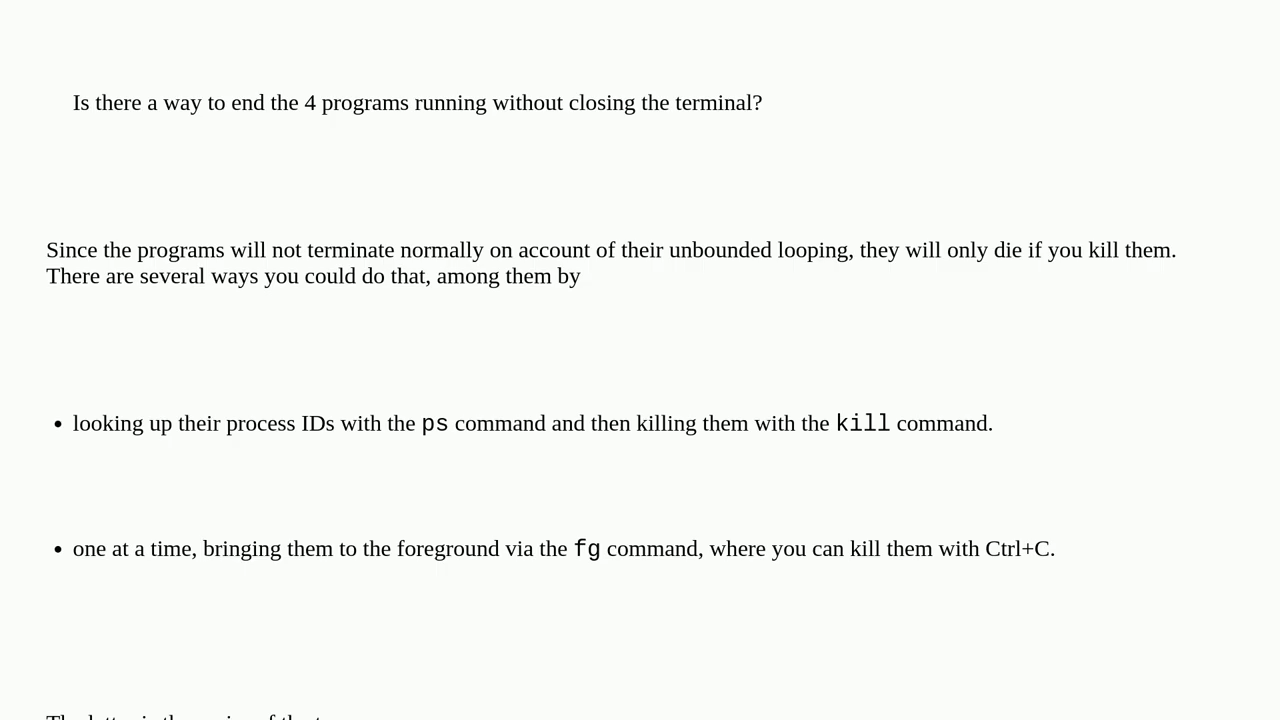 Is there a way to end the 4 programs running without closing the terminal?
Since the programs will not terminate normally on account of their unbounded looping, they will only die if you kill them.
There are several ways you could do that, among them by
• looking up their process IDs with the ps command and then killing them with the kill command.
• one at a time, bringing them to the foreground via the fg command, where you can kill them with Ctrl+C.